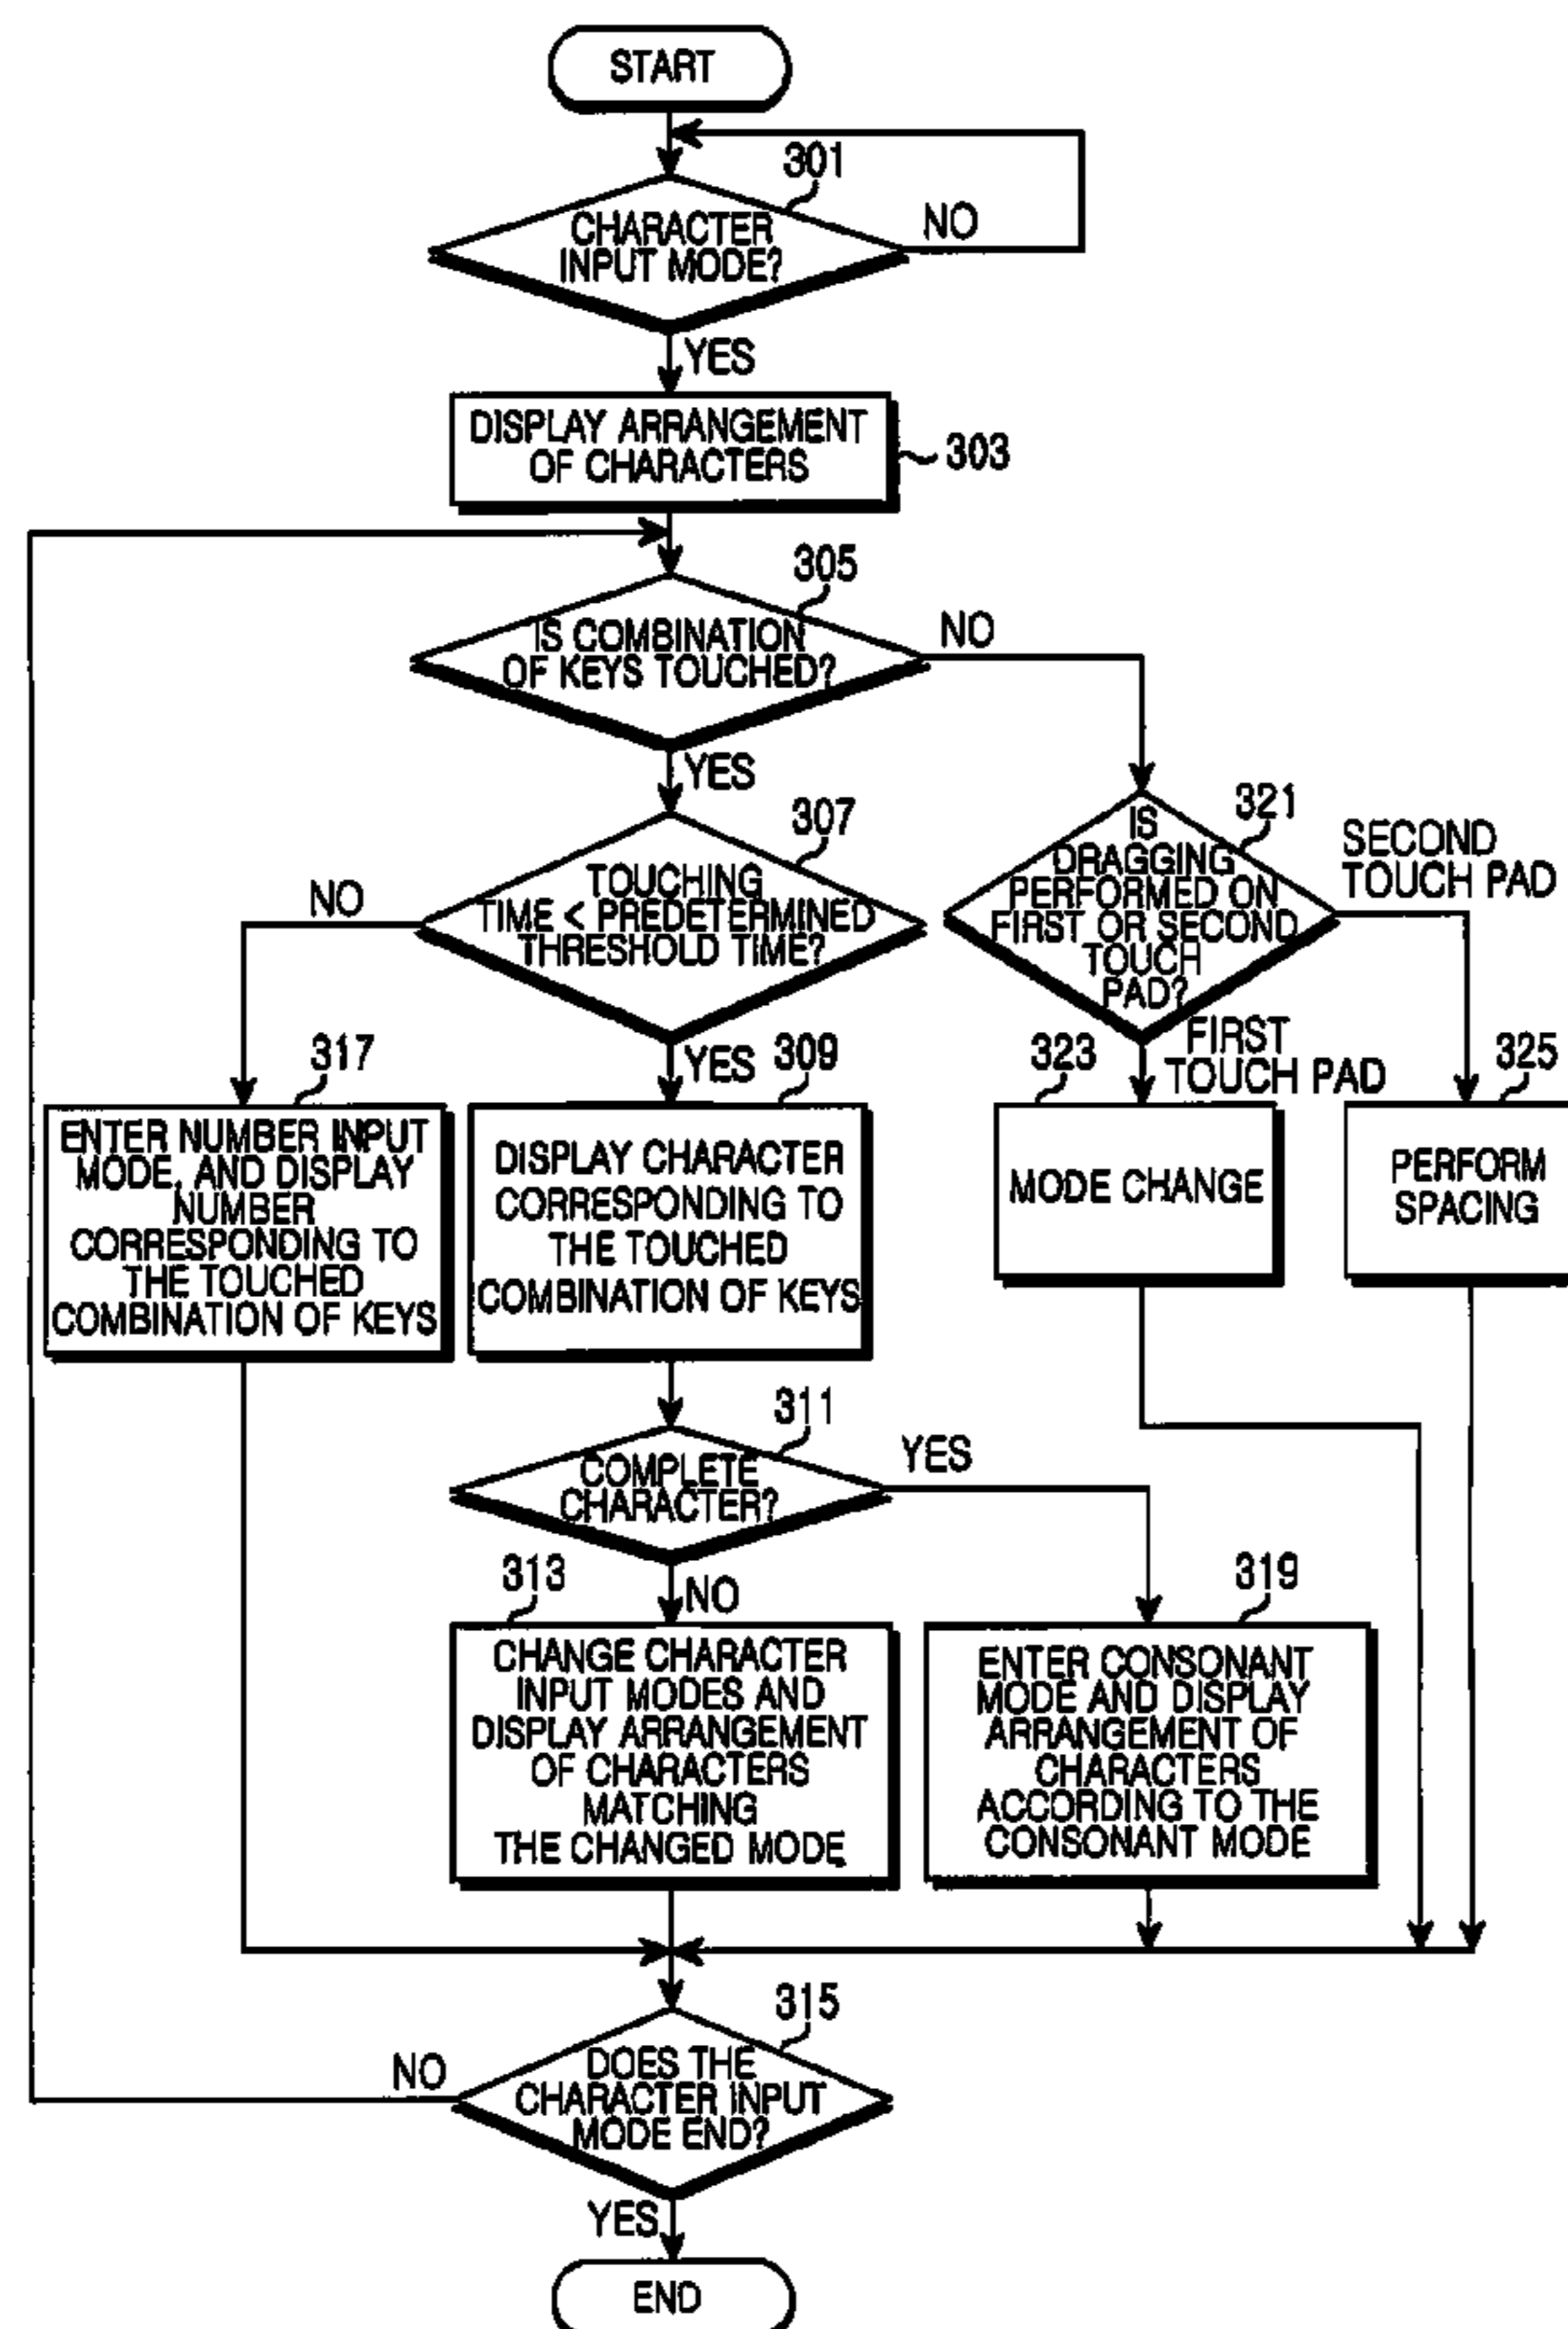 START
301
CHARACTER
INPUT MODE?
NO
YES
DISPLAY ARRANGEMENT
OF CHARACTERS
303
305
IS COMBINATION
OF KEYS TOUCHED?
NO
YES
307
TOUCHING
TIME < PREDETERMINED
THRESHOLD TIME?
NO
YES
321
IS
DRAGGING
PERFORMED ON
FIRST OR SECOND
TOUCH
PAD?
SECOND
TOUCH PAD
FIRST
TOUCH PAD
317
ENTER NUMBER INPUT
MODE, AND DISPLAY
NUMBER
CORRESPONDING TO
THE TOUCHED
COMBINATION OF KEYS
309
DISPLAY CHARACTER
CORRESPONDING TO
THE TOUCHED
COMBINATION OF KEYS
323
MODE CHANGE
325
PERFORM
SPACING
311
COMPLETE
CHARACTER?
YES
NO
313
CHANGE CHARACTER
INPUT MODES AND
DISPLAY ARRANGEMENT
OF CHARACTERS
MATCHING
THE CHANGED MODE
319
ENTER CONSONANT
MODE AND DISPLAY
ARRANGEMENT OF
CHARACTERS
ACCORDING TO THE
CONSONANT MODE
315
DOES THE
CHARACTER INPUT
MODE END?
NO
YES
END